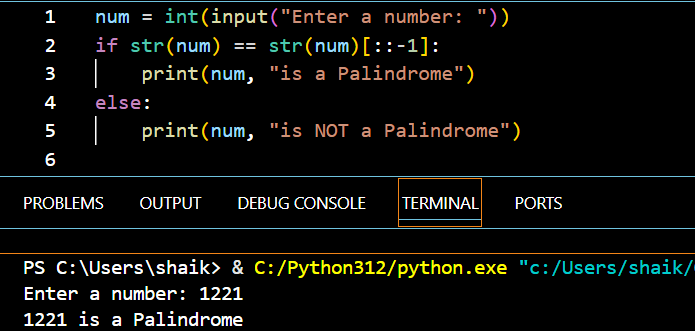 1 num = int(input("Enter a number: "))
2 if str(num) == str(num)[::-1]:
3     print(num, "is a Palindrome")
4 else:
5     print(num, "is NOT a Palindrome")
6
PROBLEMS OUTPUT DEBUG CONSOLE TERMINAL PORTS
PS C:\Users\shaik> & C:/Python312/python.exe "c:/Users/shaik/
Enter a number: 1221
1221 is a Palindrome